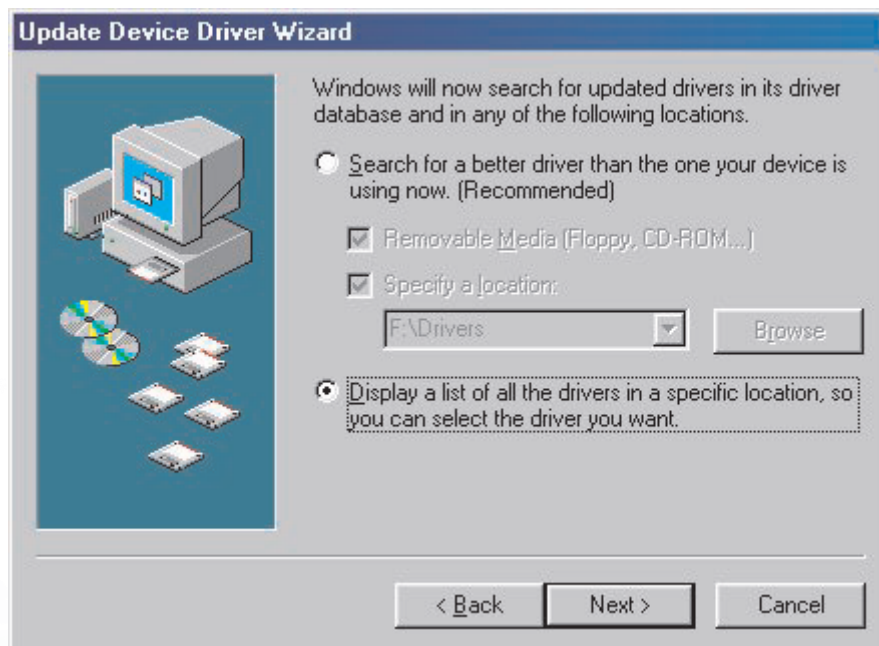 Update Device Driver Wizard
Windows will now search for updated drivers in its driver
database and in any of the following locations.
Search for a better driver than the one your device is
using now. (Recommended)
Removable Media (Floppy, CD-ROM...)
Specify a location:
F:\Drivers
Browse
Display a list of all the drivers in a specific location, so
you can select the driver you want.
< Back
Next >
Cancel